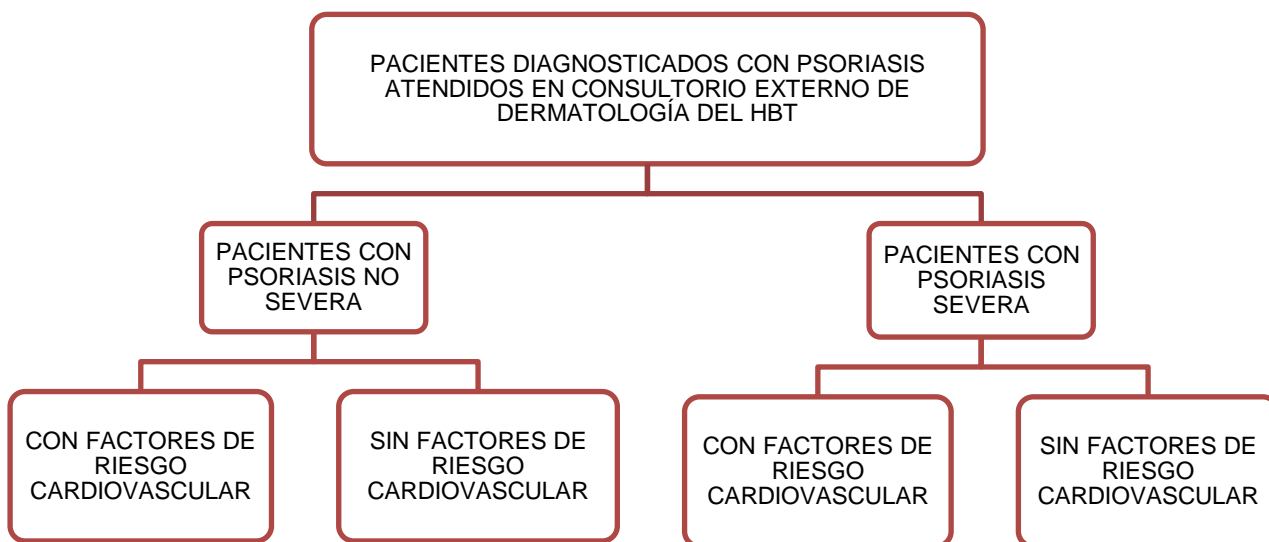 PACIENTES DIAGNOSTICADOS CON PSORIASIS
ATENDIDOS EN CONSULTORIO EXTERNO DE
DERMATOLOGÍA DEL HBT
PACIENTES CON
PSORIASIS NO
SEVERA
PACIENTES CON
PSORIASIS
SEVERA
CON FACTORES DE
RIESGO
CARDIOVASCULAR
SIN FACTORES DE
RIESGO
CARDIOVASCULAR
CON FACTORES DE
RIESGO
CARDIOVASCULAR
SIN FACTORES DE
RIESGO
CARDIOVASCULAR